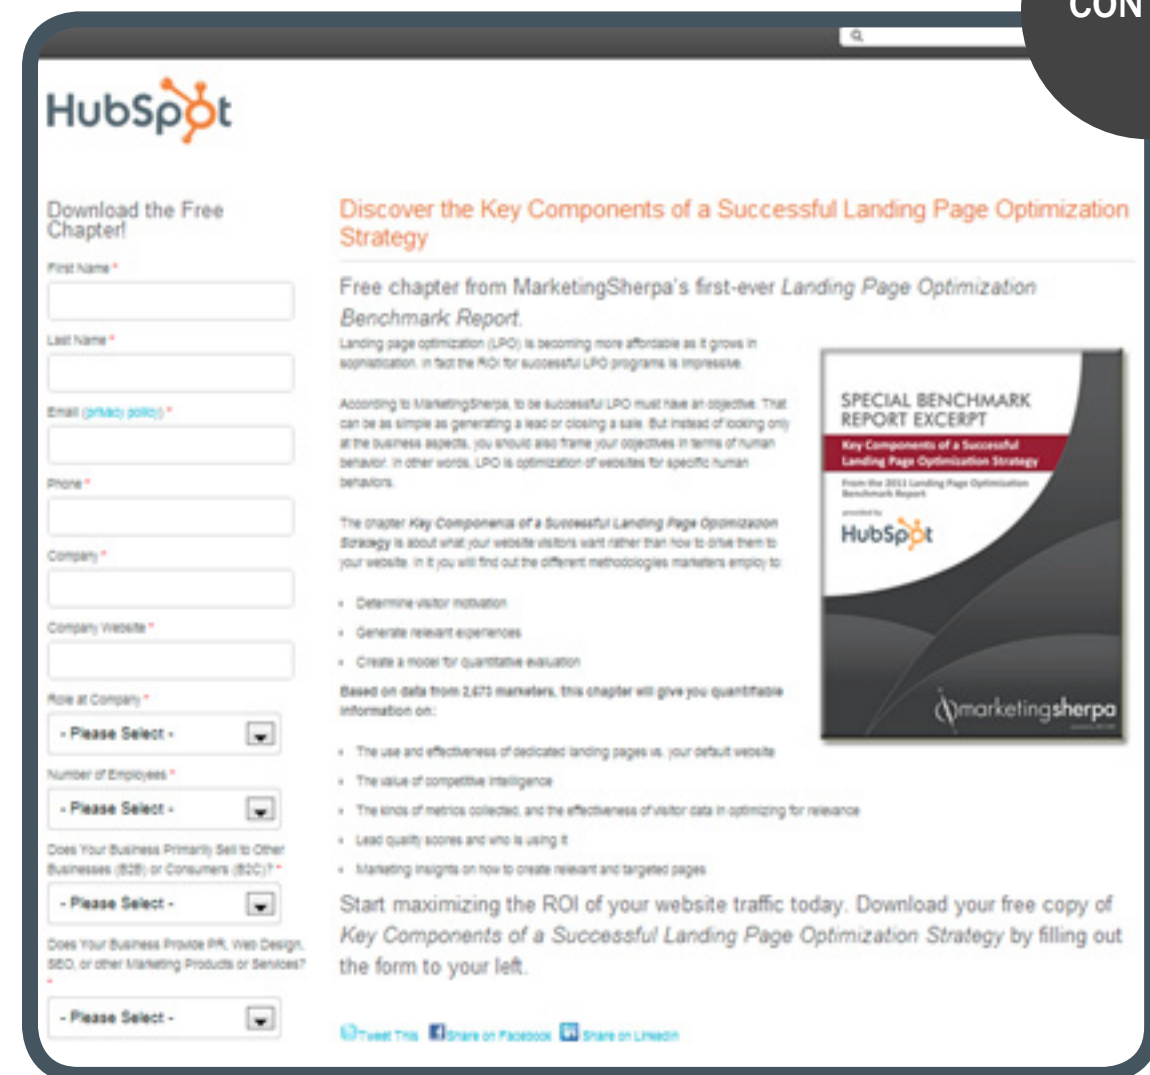 CON
HubSpot
Download the Free
Chapter!
First Name *
Last Name *
Email (privacy policy) *
Phone *
Company *
Company Website *
Role at Company *
- Please Select -
Number of Employees *
- Please Select -
Does Your Business Primarily Sell to Other
Businesses (B2B) or Consumers (B2C)? *
- Please Select -
Does Your Business Provide PR, Web Design,
SEO, or other Marketing Products or Services?
*
- Please Select -
Discover the Key Components of a Successful Landing Page Optimization
Strategy
Free chapter from MarketingSherpa's first-ever Landing Page Optimization
Benchmark Report.
Landing page optimization (LPO) is becoming more affordable as it grows in
sophistication. In fact the ROI for successful LPO programs is impressive.
According to MarketingSherpa, to be successful LPO must have an objective. That
can be as simple as generating a lead or closing a sale. But instead of looking only
at the business aspects, you should also frame your objectives in terms of human
behavior. In other words, LPO is optimization of websites for specific human
behaviors.
The chapter Key Components of a Successful Landing Page Optimization
Strategy is about what your website visitors want rather than how to drive them to
your website. In it you will find out the different methodologies marketers employ to:
• Determine visitor motivation
• Generate relevant experiences
• Create a model for quantitative evaluation
Based on data from 2,673 marketers, this chapter will give you quantifiable
information on:
• The use and effectiveness of dedicated landing pages vs. your default website
• The value of competitive intelligence
• The kinds of metrics collected, and the effectiveness of visitor data in optimizing for relevance
• Lead quality scores and who is using it
• Marketing insights on how to create relevant and targeted pages
Start maximizing the ROI of your website traffic today. Download your free copy of
Key Components of a Successful Landing Page Optimization Strategy by filling out
the form to your left.
Tweet This Share on Facebook Share on LinkedIn
SPECIAL BENCHMARK
REPORT EXCERPT
Key Components of a Successful
Landing Page Optimization Strategy
From the 2011 Landing Page Optimization
Benchmark Report
provided by
HubSpot
marketingsherpa